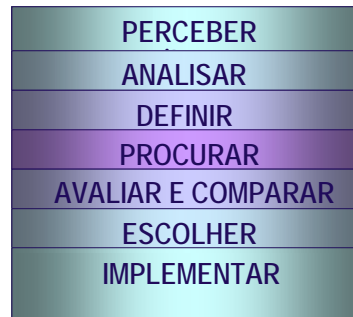 PERCEBER
ANALISAR
DEFINIR
PROCURAR
AVALIAR E COMPARAR
ESCOLHER
IMPLEMENTAR